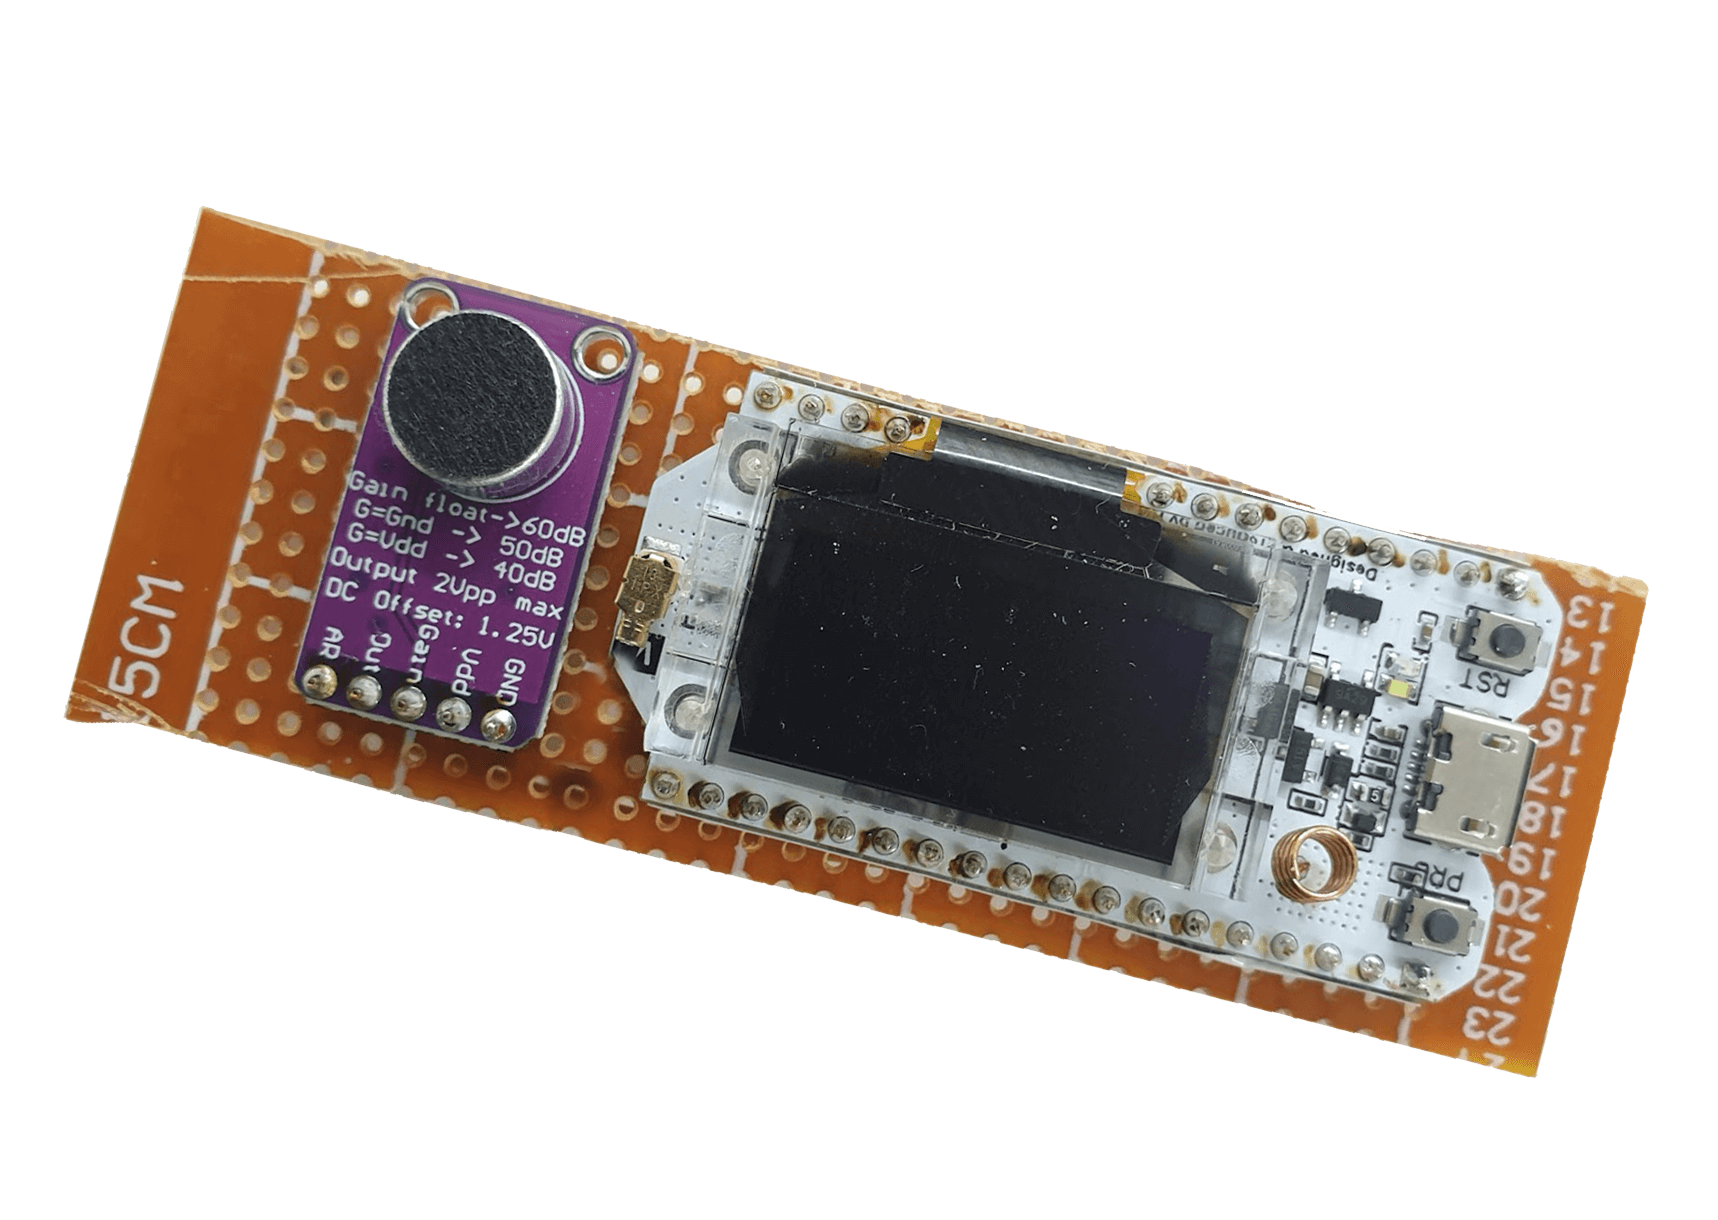 5CM
Gain float->60dB
G=Gnd -> 50dB
G=Vdd -> 40dB
Output 2Vpp max
DC Offset: 1.25V
AR
Out
Gain
Vdd
GND
RST
PRG
13
14
15
16
17
18
19
20
21
22
23